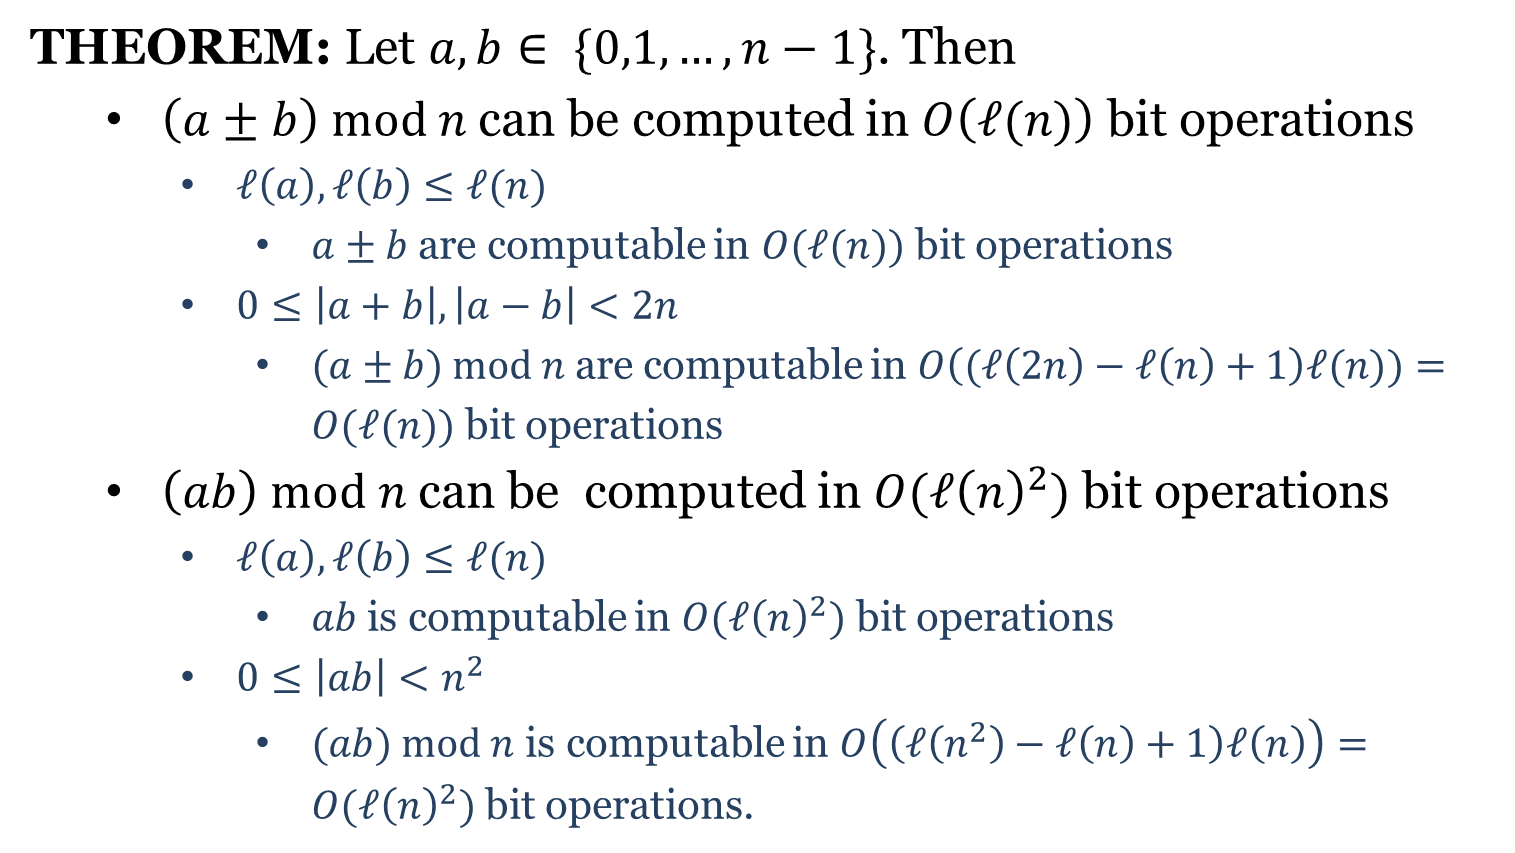 THEOREM: Let a, b ∈ {0,1, … , n − 1}. Then
• (a ± b) mod n can be computed in O(ℓ(n)) bit operations
• ℓ(a), ℓ(b) ≤ ℓ(n)
• a ± b are computable in O(ℓ(n)) bit operations
• 0 ≤ |a + b|, |a − b| < 2n
• (a ± b) mod n are computable in O((ℓ(2n) − ℓ(n) + 1)ℓ(n)) =
O(ℓ(n)) bit operations
• (ab) mod n can be computed in O(ℓ(n)²) bit operations
• ℓ(a), ℓ(b) ≤ ℓ(n)
• ab is computable in O(ℓ(n)²) bit operations
• 0 ≤ |ab| < n²
• (ab) mod n is computable in O((ℓ(n²) − ℓ(n) + 1)ℓ(n)) =
O(ℓ(n)²) bit operations.